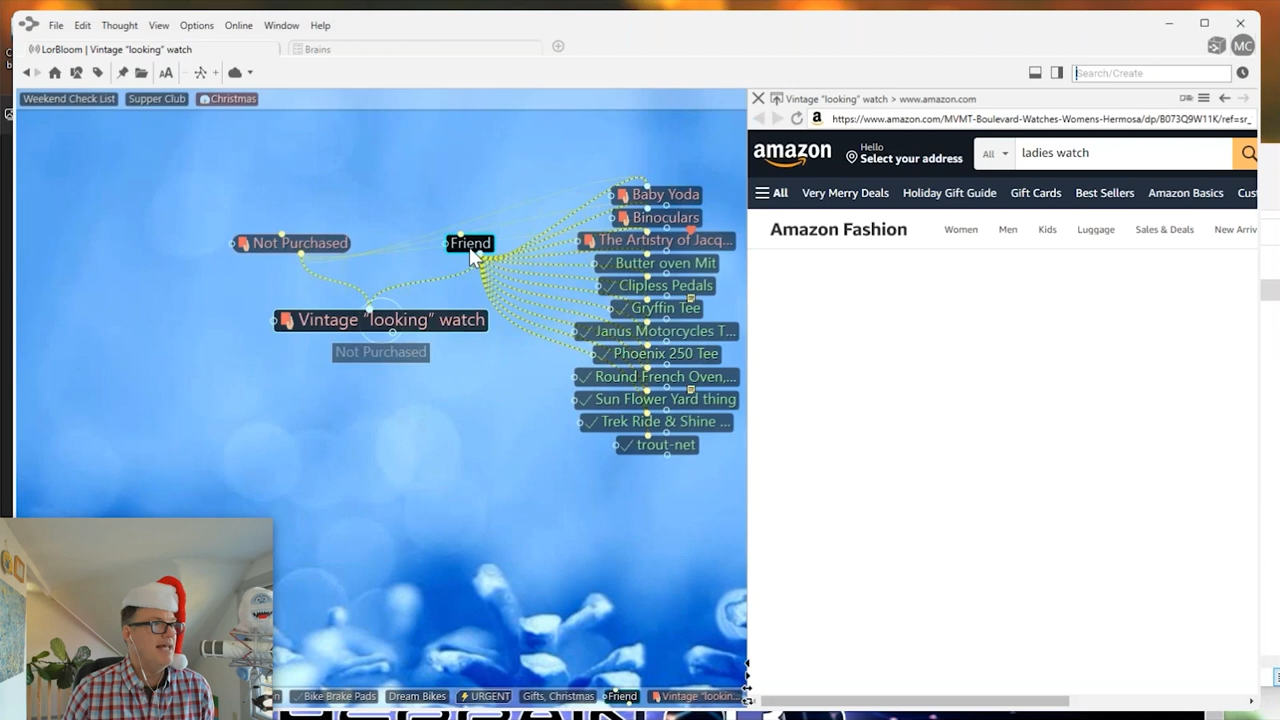 File Edit Thought View Options Online Window Help
LorBloom | Vintage “looking” watch
Brains
MC
Search/Create
Weekend Check List
Supper Club
Christmas
Vintage “looking” watch > www.amazon.com
https://www.amazon.com/MVMT-Boulevard-Watches-Womens-Hermosa/dp/B073Q9W11K/ref=sr_
amazon
Hello
Select your address
All
ladies watch
All
Very Merry Deals
Holiday Gift Guide
Gift Cards
Best Sellers
Amazon Basics
Cus
Amazon Fashion
Women
Men
Kids
Luggage
Sales & Deals
New Arriv
Not Purchased
Friend
Vintage “looking” watch
Not Purchased
Baby Yoda
Binoculars
The Artistry of Jacq...
Butter oven Mit
Clipless Pedals
Gryffin Tee
Janus Motorcycles T...
Phoenix 250 Tee
Round French Oven,...
Sun Flower Yard thing
Trek Ride & Shine ...
trout-net
Bike Brake Pads
Dream Bikes
URGENT
Gifts, Christmas
Friend
Vintage “lookin...